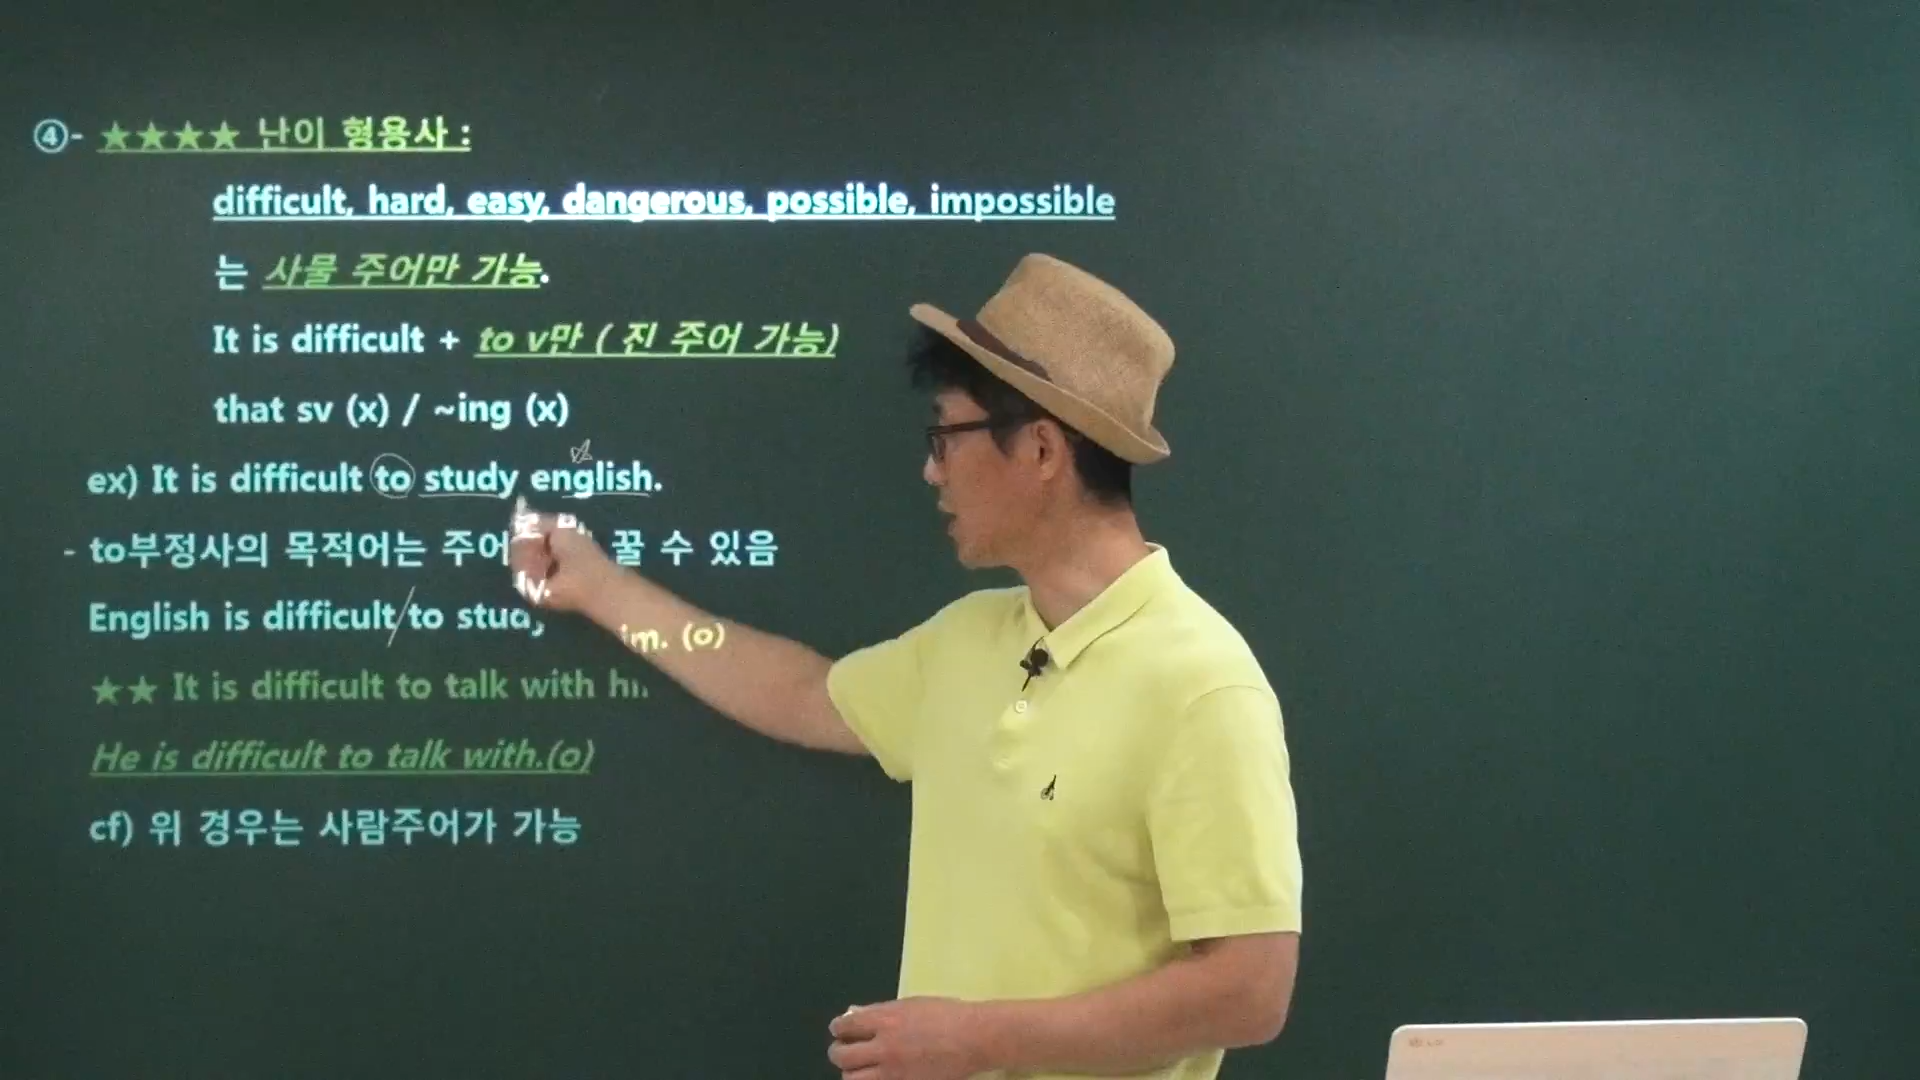 ④- ★★★★ 난이 형용사 :
difficult, hard, easy, dangerous, possible, impossible
는 사물 주어만 가능.
It is difficult + to v만 ( 진 주어 가능)
that sv (x) / ~ing (x)
ex) It is difficult to study english.
- to부정사의 목적어는 주어 꿀 수 있음
English is difficult/to study
★★ It is difficult to talk with him. (o)
He is difficult to talk with.(o)
cf) 위 경우는 사람주어가 가능